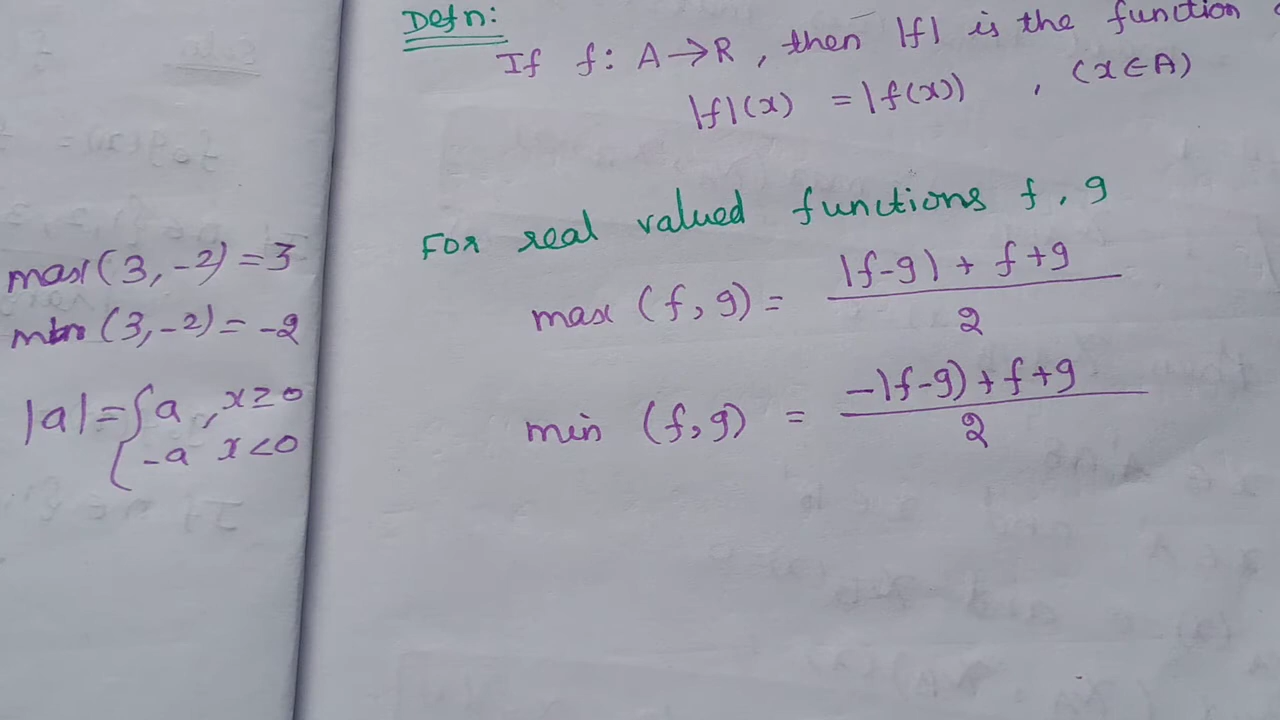 max(3, -2) = 3
min(3, -2) = -2
|a| = { a , x ≥ 0
-a x < 0
Defn:
If f: A → R , then |f| is the function
|f|(x) = |f(x)| , (x ∈ A)
For real valued functions f, g
max (f, g) = |f-g| + f+g
2
min (f, g) = -|f-g| + f+g
2